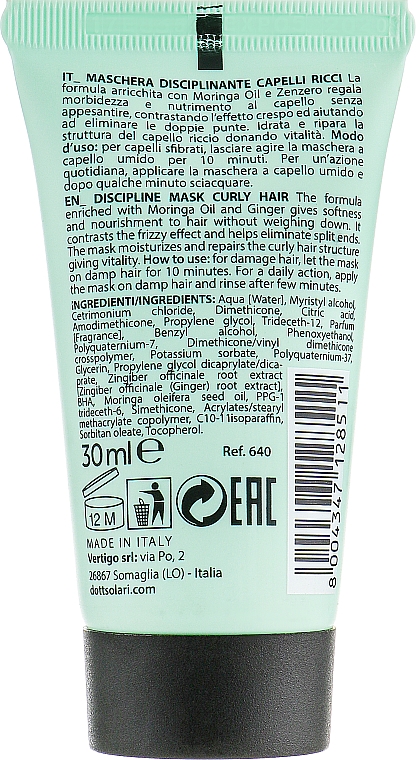 IT_ MASCHERA DISCIPLINANTE CAPELLI RICCI La
formula arricchita con Moringa Oil e Zenzero regala
morbidezza e nutrimento al capello senza
appesantire, contrastando l'effetto crespo ed aiutando
ad eliminare le doppie punte. Idrata e ripara la
struttura del capello riccio donando vitalità. Modo
d'uso: per capelli sfibrati, lasciare agire la maschera a
capello umido per 10 minuti. Per un'azione
quotidiana, applicare la maschera a capello umido e
dopo qualche minuto sciacquare.
EN_ DISCIPLINE MASK CURLY HAIR The formula
enriched with Moringa Oil and Ginger gives softness
and nourishment to hair without weighing down. It
contrasts the frizzy effect and helps eliminate split ends.
The mask moisturizes and repairs the curly hair structure
giving vitality. How to use: for damage hair, let the mask
on damp hair for 10 minutes. For a daily action, apply
the mask on damp hair and rinse after few minutes.
INGREDIENTI/INGREDIENTS: Aqua [Water], Myristyl alcohol,
Cetrimonium chloride, Dimethicone, Citric acid,
Amodimethicone, Propylene glycol, Trideceth-12, Parfum
[Fragrance], Benzyl alcohol, Phenoxyethanol,
Polyquaternium-7, Dimethicone/vinyl dimethicone
crosspolymer, Potassium sorbate, Polyquaternium-37,
Glycerin, Propylene glycol dicaprylate/dica-
prate, Zingiber officinale root extract
[Zingiber officinale (Ginger) root extract],
BHA, Moringa oleifera seed oil, PPG-1
trideceth-6, Simethicone, Acrylates/stearyl
methacrylate copolymer, C10-11isoparaffin,
Sorbitan oleate, Tocopherol.
30ml e Ref. 640
12 M EAC
MADE IN ITALY
Vertigo srl: via Po, 2
26867 Somaglia (LO) - Italia
dottsolari.com
8004347128511